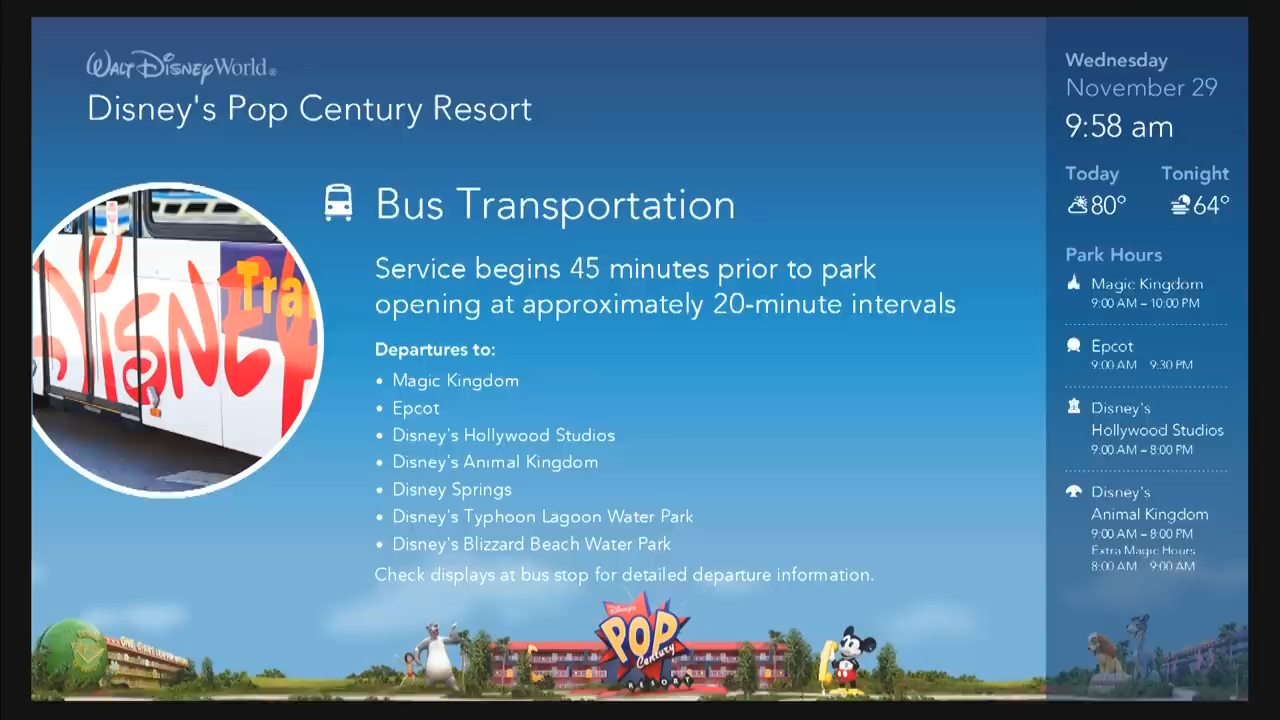 WALT DISNEY World®
Disney's Pop Century Resort
Bus Transportation
Service begins 45 minutes prior to park
opening at approximately 20-minute intervals
Departures to:
• Magic Kingdom
• Epcot
• Disney's Hollywood Studios
• Disney's Animal Kingdom
• Disney Springs
• Disney's Typhoon Lagoon Water Park
• Disney's Blizzard Beach Water Park
Check displays at bus stop for detailed departure information.
DiSNEY
Tra
Disney's
POP
Century
RESORT
Wednesday
November 29
9:58 am
Today Tonight
80° 64°
Park Hours
Magic Kingdom
9:00 AM – 10:00 PM
Epcot
9:00 AM 9:30 PM
Disney's
Hollywood Studios
9:00 AM – 8:00 PM
Disney's
Animal Kingdom
9:00 AM – 8:00 PM
Extra Magic Hours
8:00 AM 9:00 AM